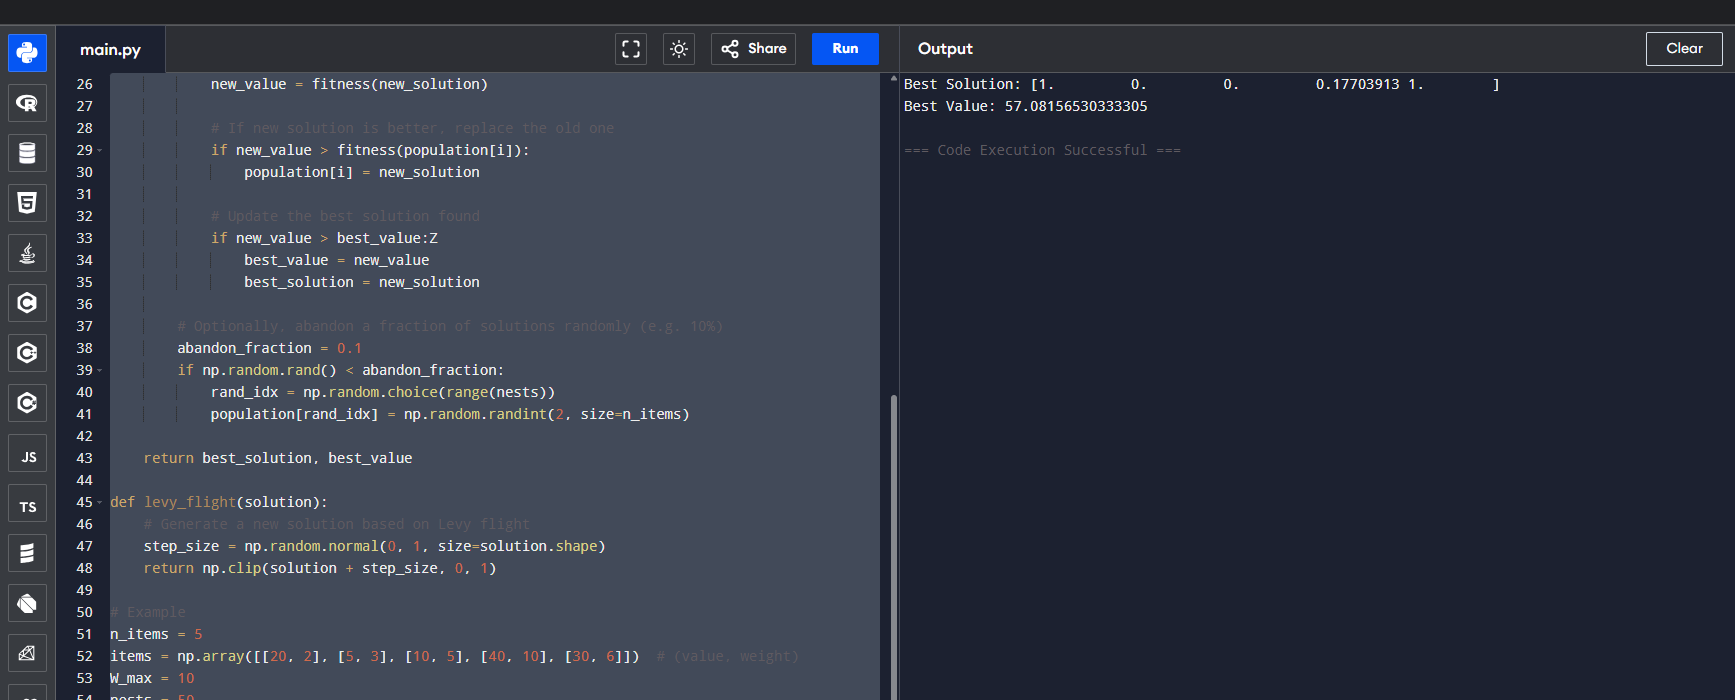 main.py
Share
Run
Output
Clear
JS
TS
26 new_value = fitness(new_solution)
27
28 # If new solution is better, replace the old one
29 if new_value > fitness(population[i]):
30 population[i] = new_solution
31
32 # Update the best solution found
33 if new_value > best_value:Z
34 best_value = new_value
35 best_solution = new_solution
36
37 # Optionally, abandon a fraction of solutions randomly (e.g. 10%)
38 abandon_fraction = 0.1
39 if np.random.rand() < abandon_fraction:
40 rand_idx = np.random.choice(range(nests))
41 population[rand_idx] = np.random.randint(2, size=n_items)
42
43 return best_solution, best_value
44
45 def levy_flight(solution):
46 # Generate a new solution based on Levy flight
47 step_size = np.random.normal(0, 1, size=solution.shape)
48 return np.clip(solution + step_size, 0, 1)
49
50 # Example
51 n_items = 5
52 items = np.array([[20, 2], [5, 3], [10, 5], [40, 10], [30, 6]]) # (value, weight)
53 W_max = 10
54 nests = 50
Best Solution: [1. 0. 0. 0.17703913 1. ]
Best Value: 57.08156530333305
=== Code Execution Successful ===